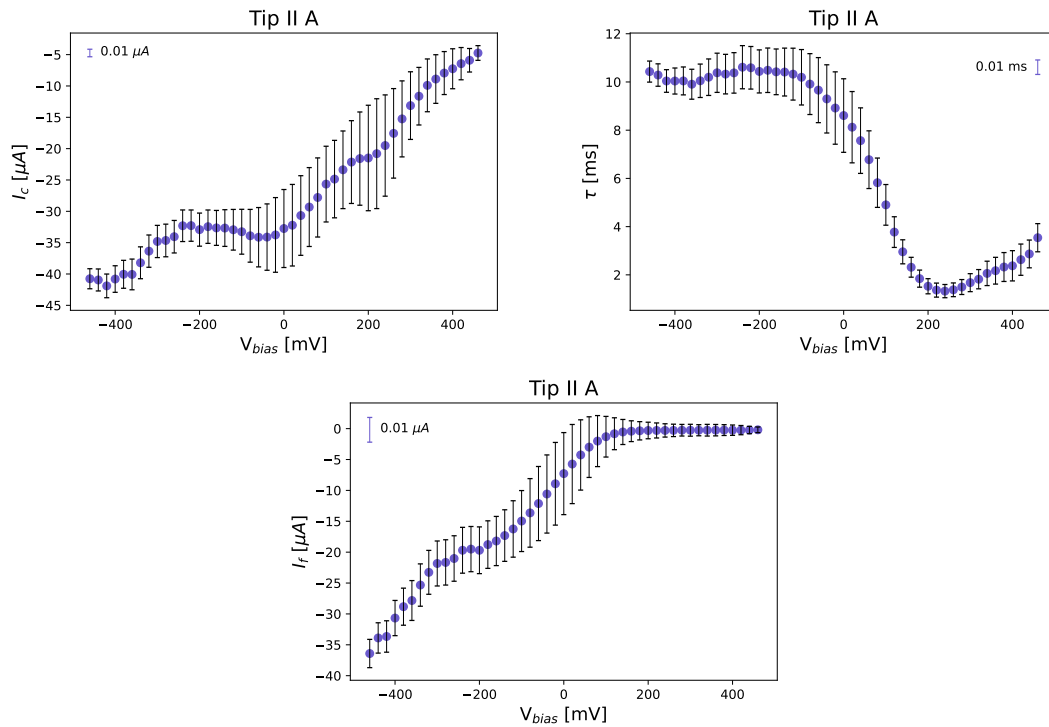 Tip II A
0.01 μA
−5
−10
−15
−20
−25
−30
−35
−40
−45
I_c [μA]
−400 −200 0 200 400
V_bias [mV]
Tip II A
0.01 ms
12
10
8
6
4
2
τ [ms]
−400 −200 0 200 400
V_bias [mV]
Tip II A
0.01 μA
0
−5
−10
−15
−20
−25
−30
−35
−40
I_f [μA]
−400 −200 0 200 400
V_bias [mV]